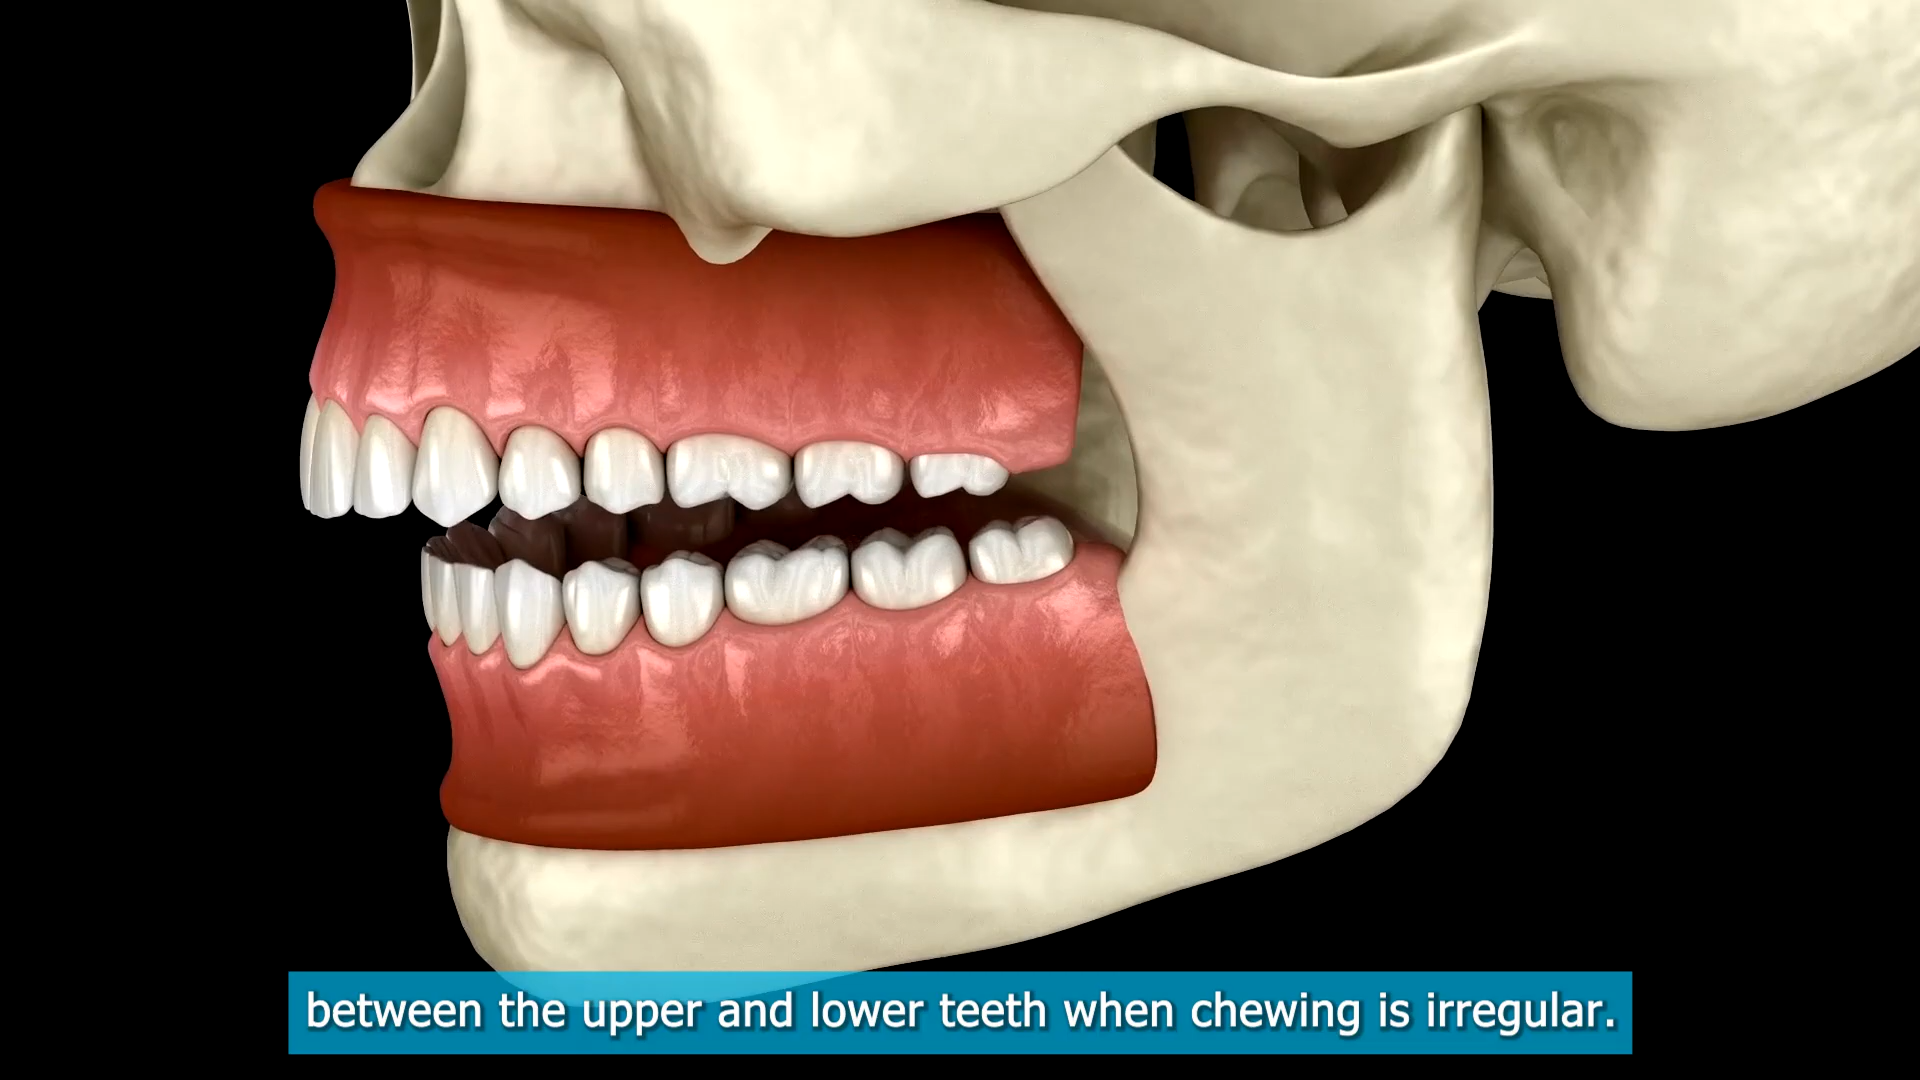 between the upper and lower teeth when chewing is irregular.